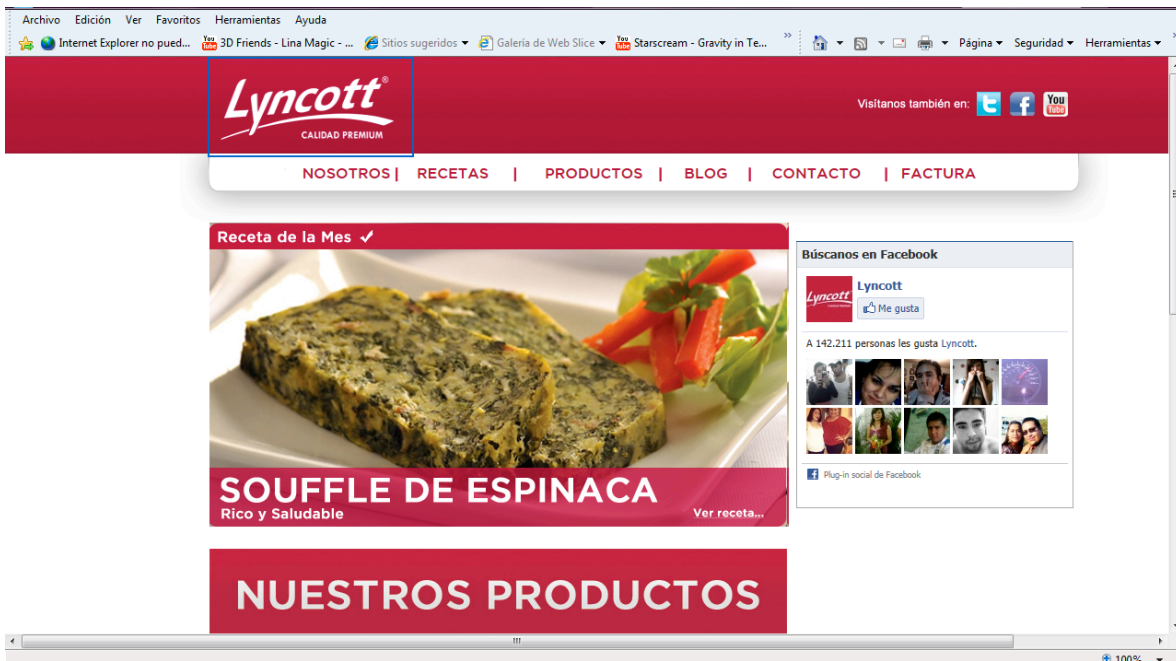 Archivo Edición Ver Favoritos Herramientas Ayuda
Internet Explorer no pued... 3D Friends - Lina Magic - ... Sitios sugeridos Galería de Web Slice Starscream - Gravity in Te... » Página Seguridad Herramientas »
Lyncott®
CALIDAD PREMIUM
Visítanos también en: You Tube
NOSOTROS | RECETAS | PRODUCTOS | BLOG | CONTACTO | FACTURA
Receta de la Mes
Búscanos en Facebook
Lyncott
Lyncott
Me gusta
A 142.211 personas les gusta Lyncott.
Plug-in social de Facebook
SOUFFLE DE ESPINACA
Rico y Saludable
Ver receta...
NUESTROS PRODUCTOS
100%